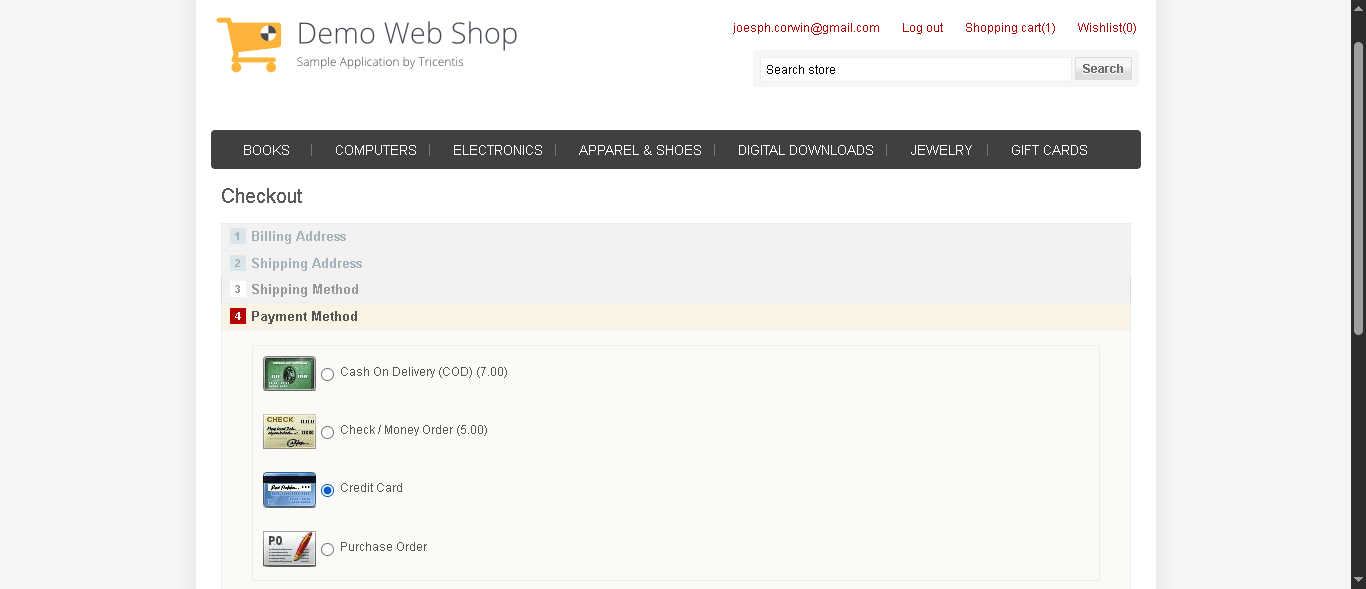 Demo Web Shop
Sample Application by Tricentis
joesph.corwin@gmail.com Log out Shopping cart(1) Wishlist(0)
Search store Search
BOOKS COMPUTERS ELECTRONICS APPAREL & SHOES DIGITAL DOWNLOADS JEWELRY GIFT CARDS
Checkout
1 Billing Address
2 Shipping Address
3 Shipping Method
4 Payment Method
Cash On Delivery (COD) (7.00)
CHECK
Check / Money Order (5.00)
Credit Card
PO
Purchase Order